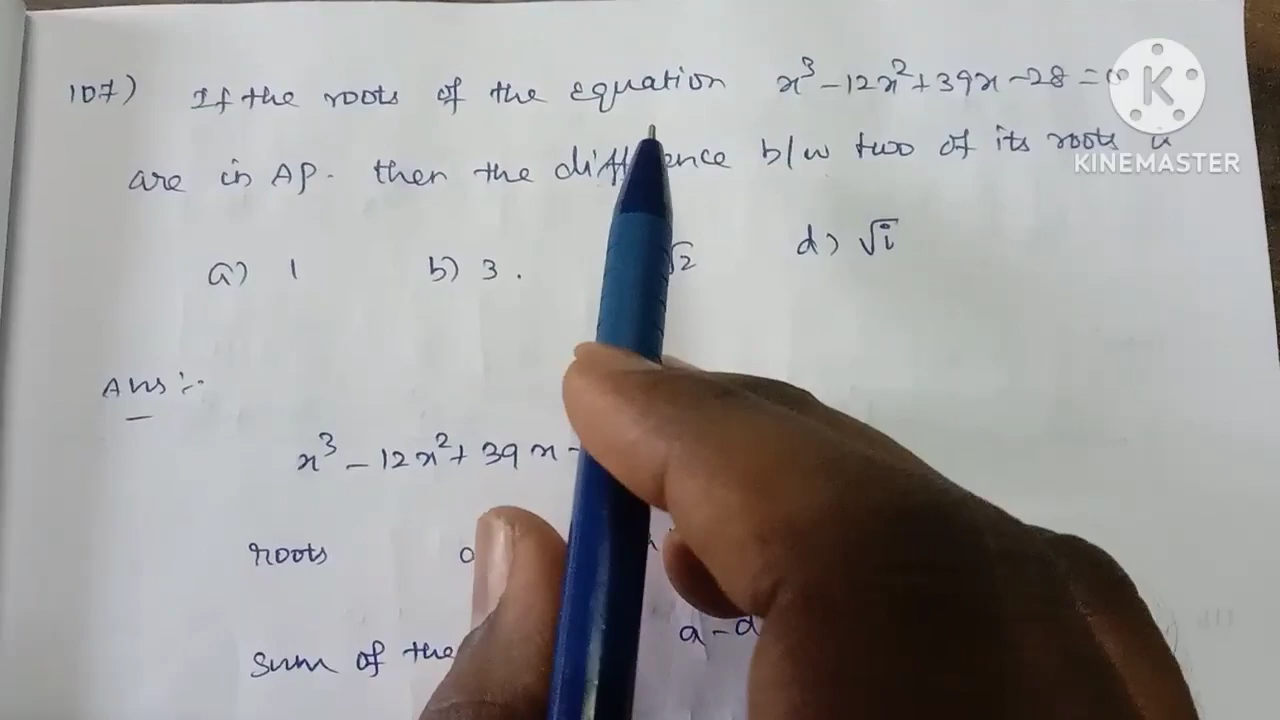 107) If the roots of the equation x³ - 12x² + 39x - 28 =
are in AP. then the difference b/w two of its roots
a) 1 b) 3. √2 d) √i
Ans :-
x³ - 12x² + 39x -
roots
sum of the a-d
K
KINEMASTER